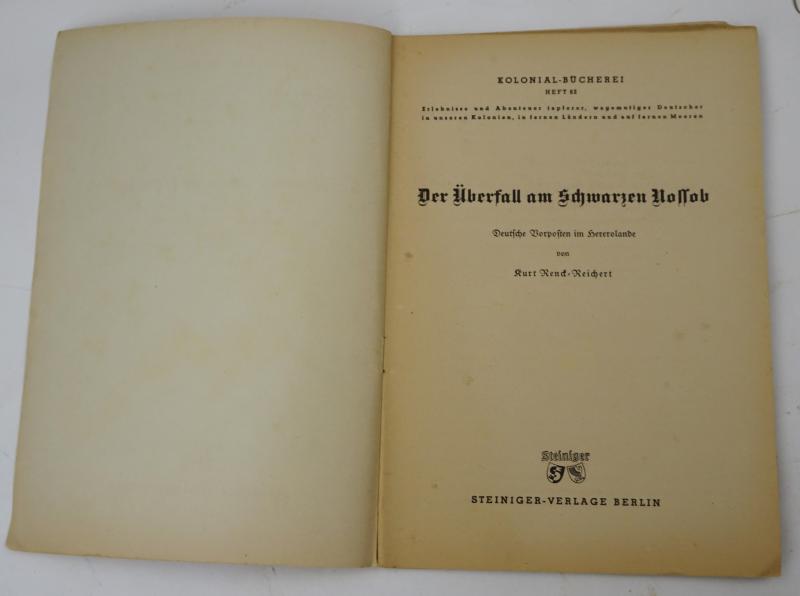 KOLONIAL-BÜCHEREI
HEFT 82
Erlebnisse und Abenteuer tapferer, wagemutiger Deutscher
in unseren Kolonien, in fernen Ländern und auf fernen Meeren
Der Überfall am Schwarzen Nossob
Deutsche Vorposten im Hererolande
von
Kurt Renck-Reichert
Steiniger
STEINIGER-VERLAGE BERLIN